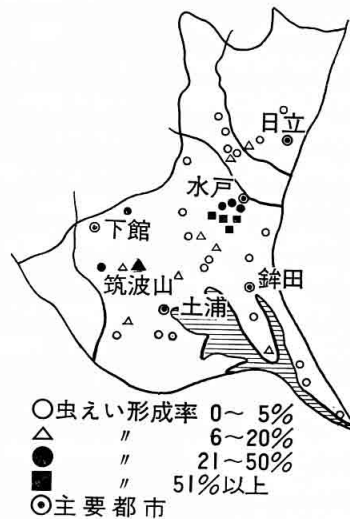 日立
水戸
下館
筑波山
土浦
鉾田
○虫えい形成率 0～ 5%
△ 〃 6～20%
● 〃 21～50%
■ 〃 51%以上
◉主要都市